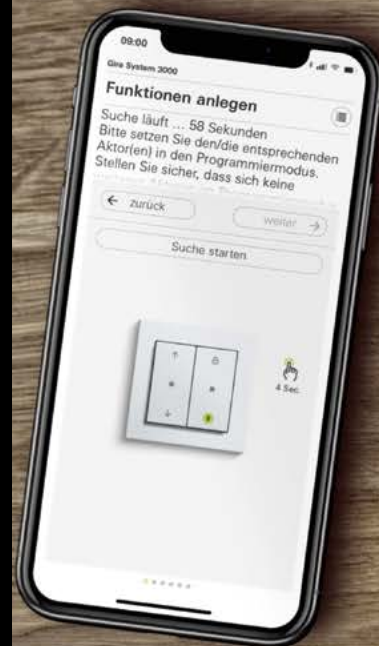 09:00
Gira System 3000
Funktionen anlegen
Suche läuft ... 58 Sekunden
Bitte setzen Sie den/die entsprechenden
Aktor(en) in den Programmiermodus.
Stellen Sie sicher, dass sich keine
← zurück
weiter →
Suche starten
4 Sec.